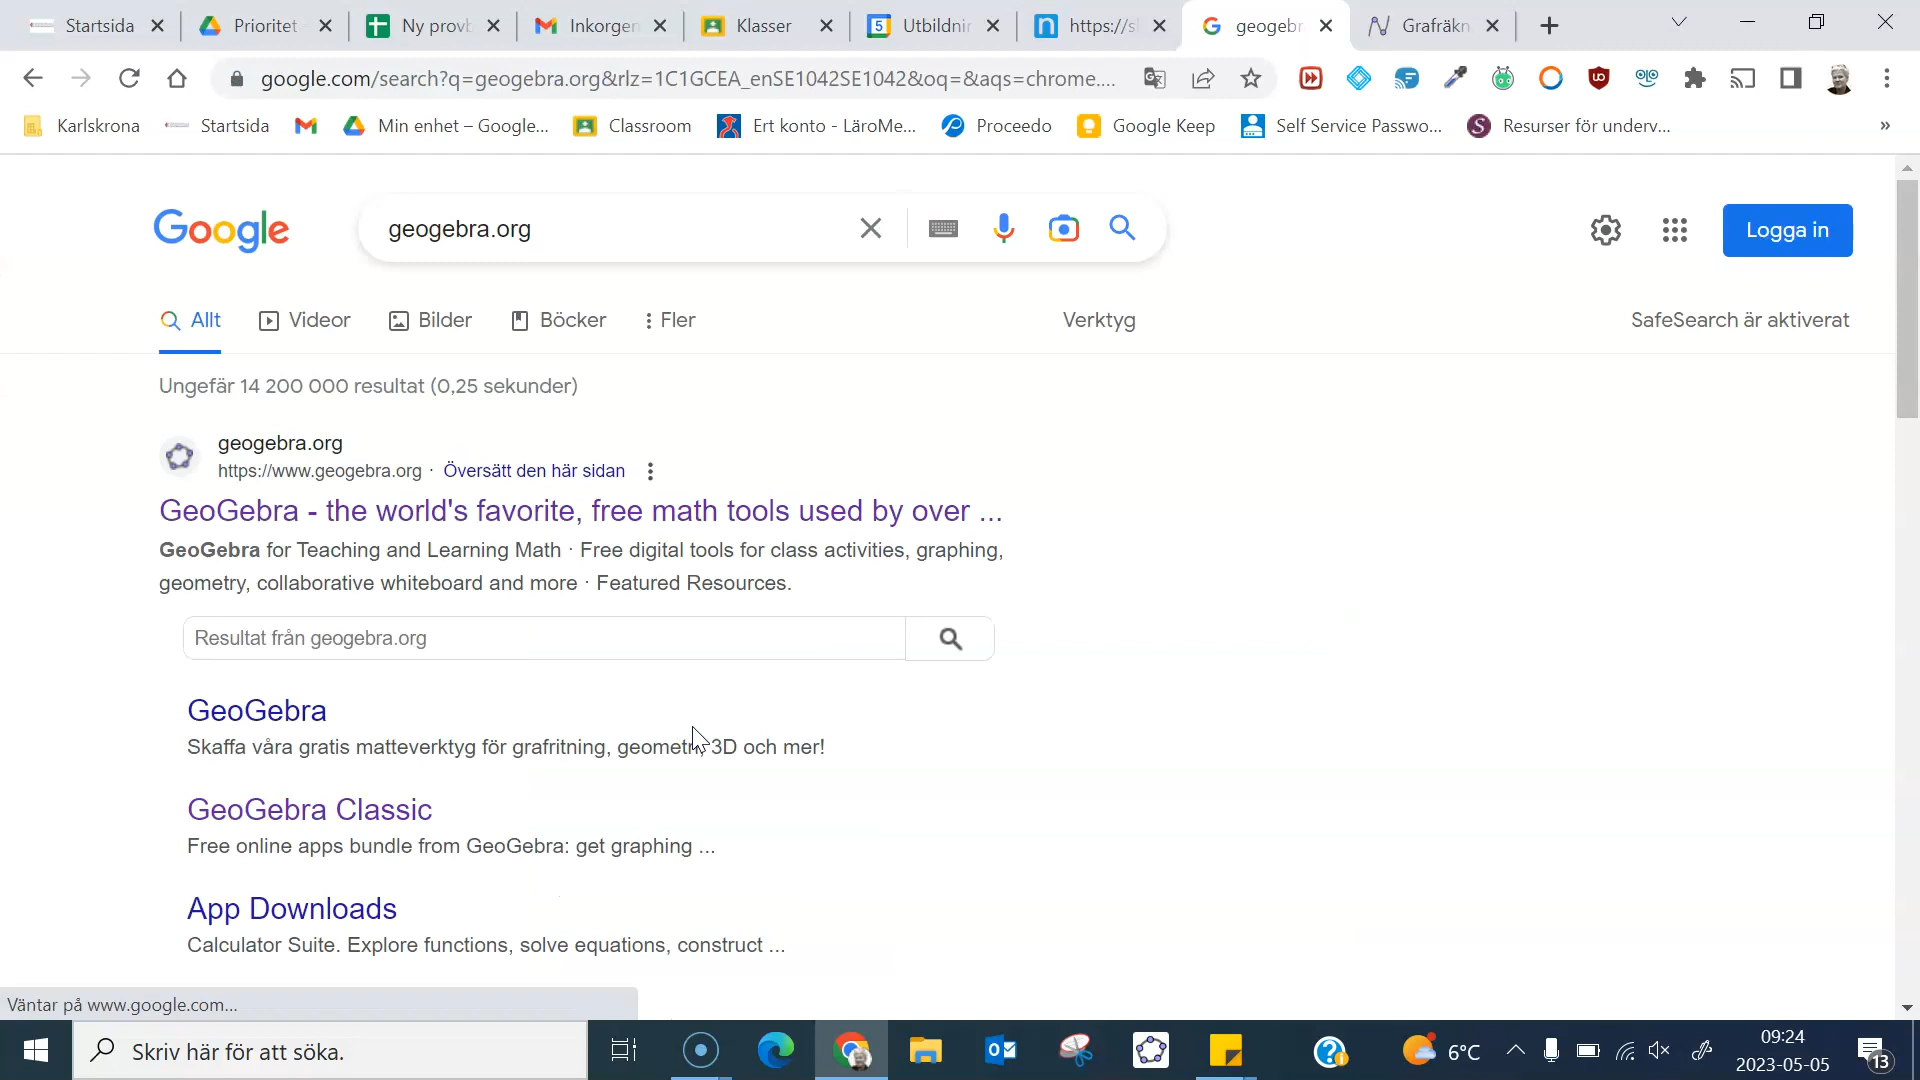 Startsida
Prioritet
Ny provb
Inkorgen
Klasser
Utbildnin
https://sl
geogebr
Grafräkn
google.com/search?q=geogebra.org&rlz=1C1GCEA_enSE1042SE1042&oq=&aqs=chrome....
Karlskrona
Startsida
Min enhet – Google...
Classroom
Ert konto - LäroMe...
Proceedo
Google Keep
Self Service Passwo...
Resurser för underv...
»
Google
geogebra.org
Logga in
Allt
Videor
Bilder
Böcker
Fler
Verktyg
SafeSearch är aktiverat
Ungefär 14 200 000 resultat (0,25 sekunder)
geogebra.org
https://www.geogebra.org · Översätt den här sidan
GeoGebra - the world's favorite, free math tools used by over ...
GeoGebra for Teaching and Learning Math · Free digital tools for class activities, graphing,
geometry, collaborative whiteboard and more · Featured Resources.
Resultat från geogebra.org
GeoGebra
Skaffa våra gratis matteverktyg för grafritning, geometri, 3D och mer!
GeoGebra Classic
Free online apps bundle from GeoGebra: get graphing ...
App Downloads
Calculator Suite. Explore functions, solve equations, construct ...
Väntar på www.google.com...
Skriv här för att söka.
6°C
09:24
2023-05-05
13